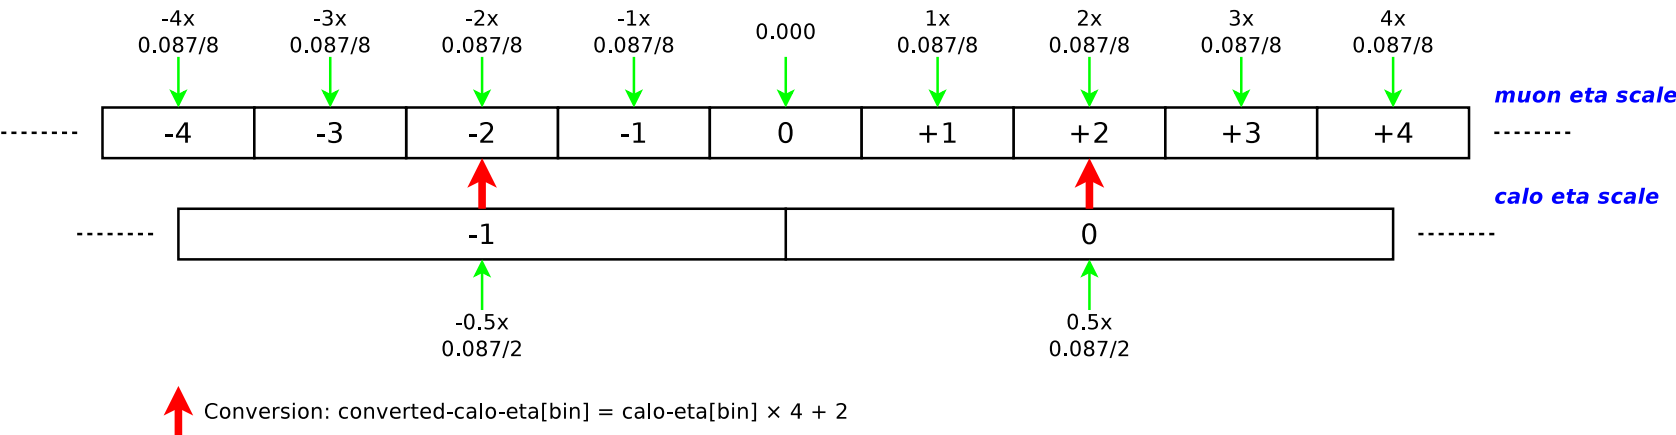 -4x -3x -2x -1x 0.000 1x 2x 3x 4x
0.087/8 0.087/8 0.087/8 0.087/8 0.087/8 0.087/8 0.087/8 0.087/8
muon eta scale
-4 -3 -2 -1 0 +1 +2 +3 +4
calo eta scale
-1 0
-0.5x 0.5x
0.087/2 0.087/2
Conversion: converted-calo-eta[bin] = calo-eta[bin] × 4 + 2